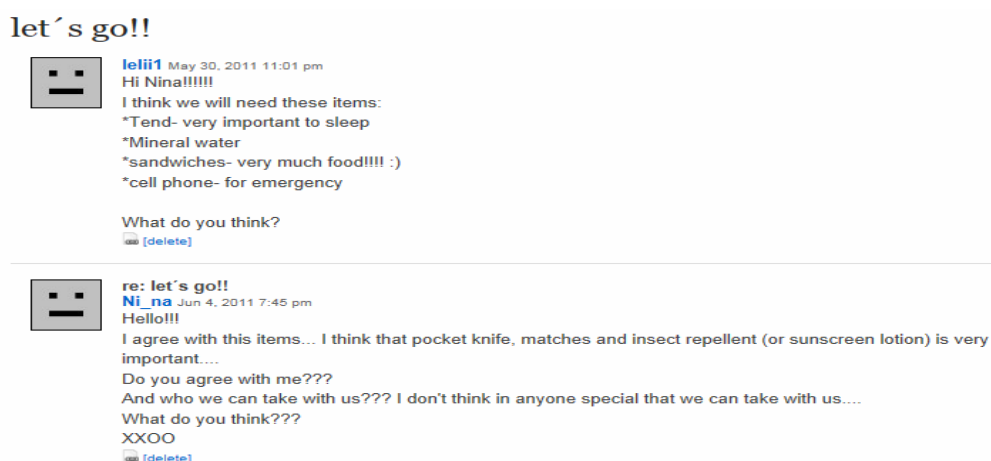 let´s go!!
lelii1 May 30, 2011 11:01 pm
Hi Nina!!!!!!
I think we will need these items:
*Tend- very important to sleep
*Mineral water
*sandwiches- very much food!!!! :)
*cell phone- for emergency
What do you think?
[delete]
re: let´s go!!
Ni_na Jun 4, 2011 7:45 pm
Hello!!!
I agree with this items... I think that pocket knife, matches and insect repellent (or sunscreen lotion) is very
important....
Do you agree with me???
And who we can take with us??? I don't think in anyone special that we can take with us....
What do you think???
XXOO
[delete]